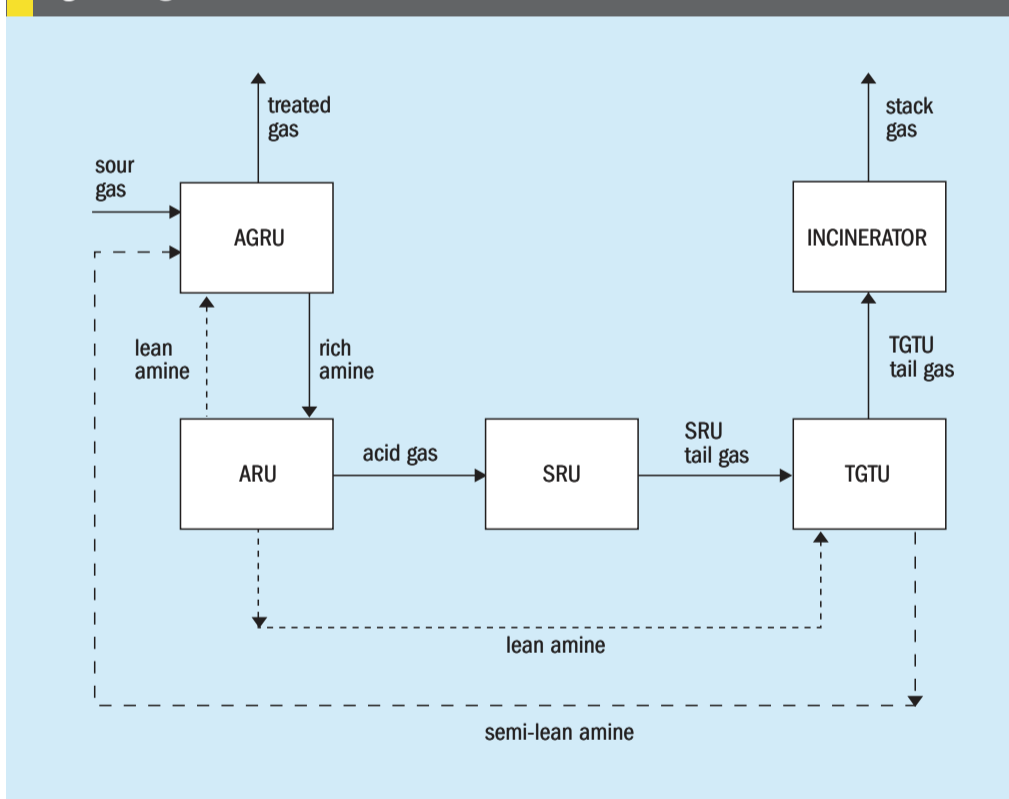 treated
gas
stack
gas
sour
gas
AGRU
INCINERATOR
lean
amine
rich
amine
TGTU
tail gas
ARU
acid gas
SRU
SRU
tail gas
TGTU
lean amine
semi-lean amine